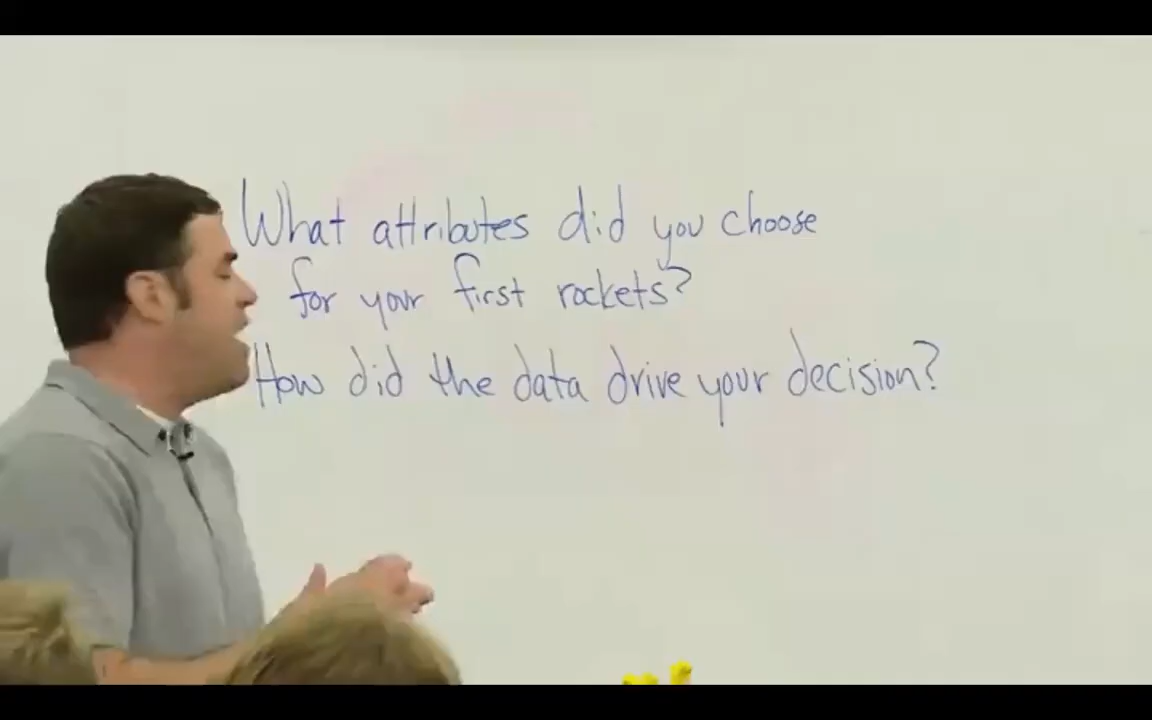 What attributes did you choose
for your first rockets?
How did the data drive your decision?